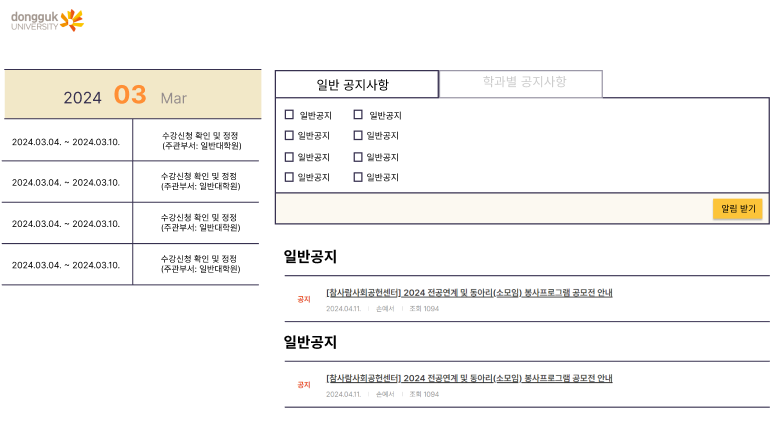 dongguk
UNIVERSITY
2024 03 Mar
2024.03.04. ~ 2024.03.10.
수강신청 확인 및 정정
(주관부서: 일반대학원)
2024.03.04. ~ 2024.03.10.
수강신청 확인 및 정정
(주관부서: 일반대학원)
2024.03.04. ~ 2024.03.10.
수강신청 확인 및 정정
(주관부서: 일반대학원)
2024.03.04. ~ 2024.03.10.
수강신청 확인 및 정정
(주관부서: 일반대학원)
일반 공지사항
학과별 공지사항
일반공지 일반공지
일반공지 일반공지
일반공지 일반공지
일반공지 일반공지
알림 받기
일반공지
공지
[참사람사회공헌센터] 2024 전공연계 및 동아리(소모임) 봉사프로그램 공모전 안내
2024.04.11. 손예서 조회 1094
일반공지
공지
[참사람사회공헌센터] 2024 전공연계 및 동아리(소모임) 봉사프로그램 공모전 안내
2024.04.11. 손예서 조회 1094